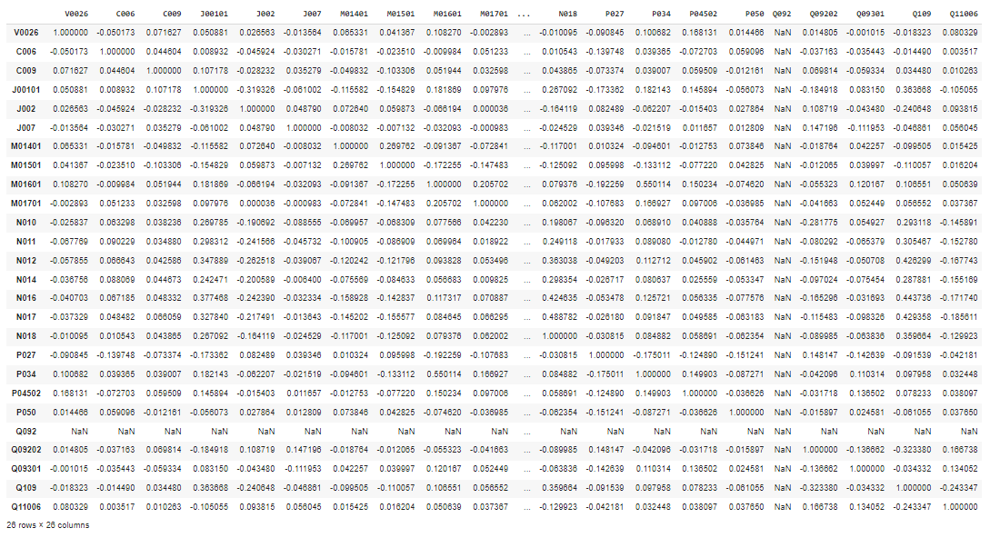 V0026 C006 C009 J00101 J002 J007 M01401 M01501 M01601 M01701 ... N018 P027 P034 P04502 P050 Q092 Q09202 Q09301 Q109 Q11006
V0026 1.000000 -0.050173 0.071627 0.050881 0.026563 -0.013564 0.065331 0.041367 0.108270 -0.002893 ... -0.010095 -0.090845 0.100682 0.168131 0.014466 NaN 0.014805 -0.001015 -0.018323 0.080329
C006 -0.050173 1.000000 0.044604 0.008932 -0.045924 -0.030271 -0.015781 -0.023510 -0.009984 0.051233 ... 0.010543 -0.139748 0.039365 -0.072703 0.059096 NaN -0.037163 -0.035443 -0.014490 0.003517
C009 0.071627 0.044604 1.000000 0.107178 -0.028232 0.035279 -0.049832 -0.103306 0.051944 0.032598 ... 0.043865 -0.073374 0.039007 0.059509 -0.012161 NaN 0.069814 -0.059334 0.034480 0.010263
J00101 0.050881 0.008932 0.107178 1.000000 -0.319326 -0.061002 -0.115582 -0.154829 0.181869 0.097976 ... 0.267092 -0.173362 0.182143 0.145894 -0.056073 NaN -0.184918 0.083150 0.363668 -0.105055
J002 0.026563 -0.045924 -0.028232 -0.319326 1.000000 0.048790 0.072640 0.059873 -0.066194 0.000036 ... -0.164119 0.082489 -0.062207 -0.015403 0.027864 NaN 0.108719 -0.043480 -0.240648 0.093815
J007 -0.013564 -0.030271 0.035279 -0.061002 0.048790 1.000000 -0.008032 -0.007132 -0.032093 -0.000983 ... -0.024529 0.039346 -0.021519 0.011657 0.012809 NaN 0.147196 -0.111953 -0.046861 0.056045
M01401 0.065331 -0.015781 -0.049832 -0.115582 0.072640 -0.008032 1.000000 0.269762 -0.091367 -0.072841 ... -0.117001 0.010324 -0.094601 -0.012753 0.073846 NaN -0.018764 0.042257 -0.099505 0.015425
M01501 0.041367 -0.023510 -0.103306 -0.154829 0.059873 -0.007132 0.269762 1.000000 -0.172255 -0.147483 ... -0.125092 0.095998 -0.133112 -0.077220 0.042825 NaN -0.012065 0.039997 -0.110057 0.016204
M01601 0.108270 -0.009984 0.051944 0.181869 -0.066194 -0.032093 -0.091367 -0.172255 1.000000 0.205702 ... 0.079376 -0.192259 0.550114 0.150234 -0.074620 NaN -0.055323 0.120167 0.106551 0.050639
M01701 -0.002893 0.051233 0.032598 0.097976 0.000036 -0.000983 -0.072841 -0.147483 0.205702 1.000000 ... 0.062002 -0.107683 0.166927 0.097006 -0.036985 NaN -0.041663 0.052449 0.056552 0.037367
N010 -0.025837 0.063298 0.038236 0.269785 -0.190692 -0.088555 -0.069957 -0.068309 0.077566 0.042230 ... 0.198067 -0.096320 0.068910 0.040888 -0.035764 NaN -0.281775 0.054927 0.293118 -0.145891
N011 -0.067769 0.090229 0.034880 0.298312 -0.241566 -0.045732 -0.100905 -0.086909 0.069964 0.018922 ... 0.249118 -0.017933 0.089080 -0.012780 -0.044971 NaN -0.080292 -0.065379 0.305467 -0.152780
N012 -0.057855 0.066643 0.042586 0.347889 -0.262518 -0.039067 -0.120242 -0.121796 0.093828 0.053496 ... 0.363038 -0.049203 0.112712 0.045902 -0.061463 NaN -0.151948 -0.050708 0.426299 -0.167743
N014 -0.036756 0.088069 0.044673 0.242471 -0.200589 -0.006400 -0.075569 -0.084633 0.056683 0.009825 ... 0.298354 -0.026717 0.080637 0.025559 -0.053347 NaN -0.097024 -0.075454 0.287881 -0.155169
N016 -0.040703 0.067185 0.048332 0.377468 -0.242390 -0.032334 -0.158928 -0.142837 0.117317 0.070887 ... 0.424635 -0.053478 0.125721 0.056335 -0.077576 NaN -0.165296 -0.031693 0.443736 -0.171740
N017 -0.037329 0.048482 0.066059 0.327840 -0.217491 -0.013643 -0.145202 -0.155577 0.084645 0.066295 ... 0.488782 -0.026180 0.091847 0.049585 -0.063183 NaN -0.115483 -0.098326 0.429358 -0.185611
N018 -0.010095 0.010543 0.043865 0.267092 -0.164119 -0.024529 -0.117001 -0.125092 0.079376 0.062002 ... 1.000000 -0.030815 0.084882 0.058691 -0.062354 NaN -0.089985 -0.063836 0.359664 -0.129923
P027 -0.090845 -0.139748 -0.073374 -0.173362 0.082489 0.039346 0.010324 0.095998 -0.192259 -0.107683 ... -0.030815 1.000000 -0.175011 -0.124890 -0.151241 NaN 0.148147 -0.142639 -0.091539 -0.042181
P034 0.100682 0.039365 0.039007 0.182143 -0.062207 -0.021519 -0.094601 -0.133112 0.550114 0.166927 ... 0.084882 -0.175011 1.000000 0.149903 -0.087271 NaN -0.042096 0.110314 0.097958 0.032448
P04502 0.168131 -0.072703 0.059509 0.145894 -0.015403 0.011657 -0.012753 -0.077220 0.150234 0.097006 ... 0.058691 -0.124890 0.149903 1.000000 -0.036626 NaN -0.031718 0.136502 0.078233 0.038097
P050 0.014466 0.059096 -0.012161 -0.056073 0.027864 0.012809 0.073846 0.042825 -0.074620 -0.036985 ... -0.062354 -0.151241 -0.087271 -0.036626 1.000000 NaN -0.015897 0.024581 -0.061055 0.037650
Q092 NaN NaN NaN NaN NaN NaN NaN NaN NaN NaN ... NaN NaN NaN NaN NaN NaN NaN NaN NaN NaN
Q09202 0.014805 -0.037163 0.069814 -0.184918 0.108719 0.147196 -0.018764 -0.012065 -0.055323 -0.041663 ... -0.089985 0.148147 -0.042096 -0.031718 -0.015897 NaN 1.000000 -0.136662 -0.323380 0.166738
Q09301 -0.001015 -0.035443 -0.059334 0.083150 -0.043480 -0.111953 0.042257 0.039997 0.120167 0.052449 ... -0.063836 -0.142639 0.110314 0.136502 0.024581 NaN -0.136662 1.000000 -0.034332 0.134052
Q109 -0.018323 -0.014490 0.034480 0.363668 -0.240648 -0.046861 -0.099505 -0.110057 0.106551 0.056552 ... 0.359664 -0.091539 0.097958 0.078233 -0.061055 NaN -0.323380 -0.034332 1.000000 -0.243347
Q11006 0.080329 0.003517 0.010263 -0.105055 0.093815 0.056045 0.015425 0.016204 0.050639 0.037367 ... -0.129923 -0.042181 0.032448 0.038097 0.037650 NaN 0.166738 0.134052 -0.243347 1.000000
26 rows × 26 columns